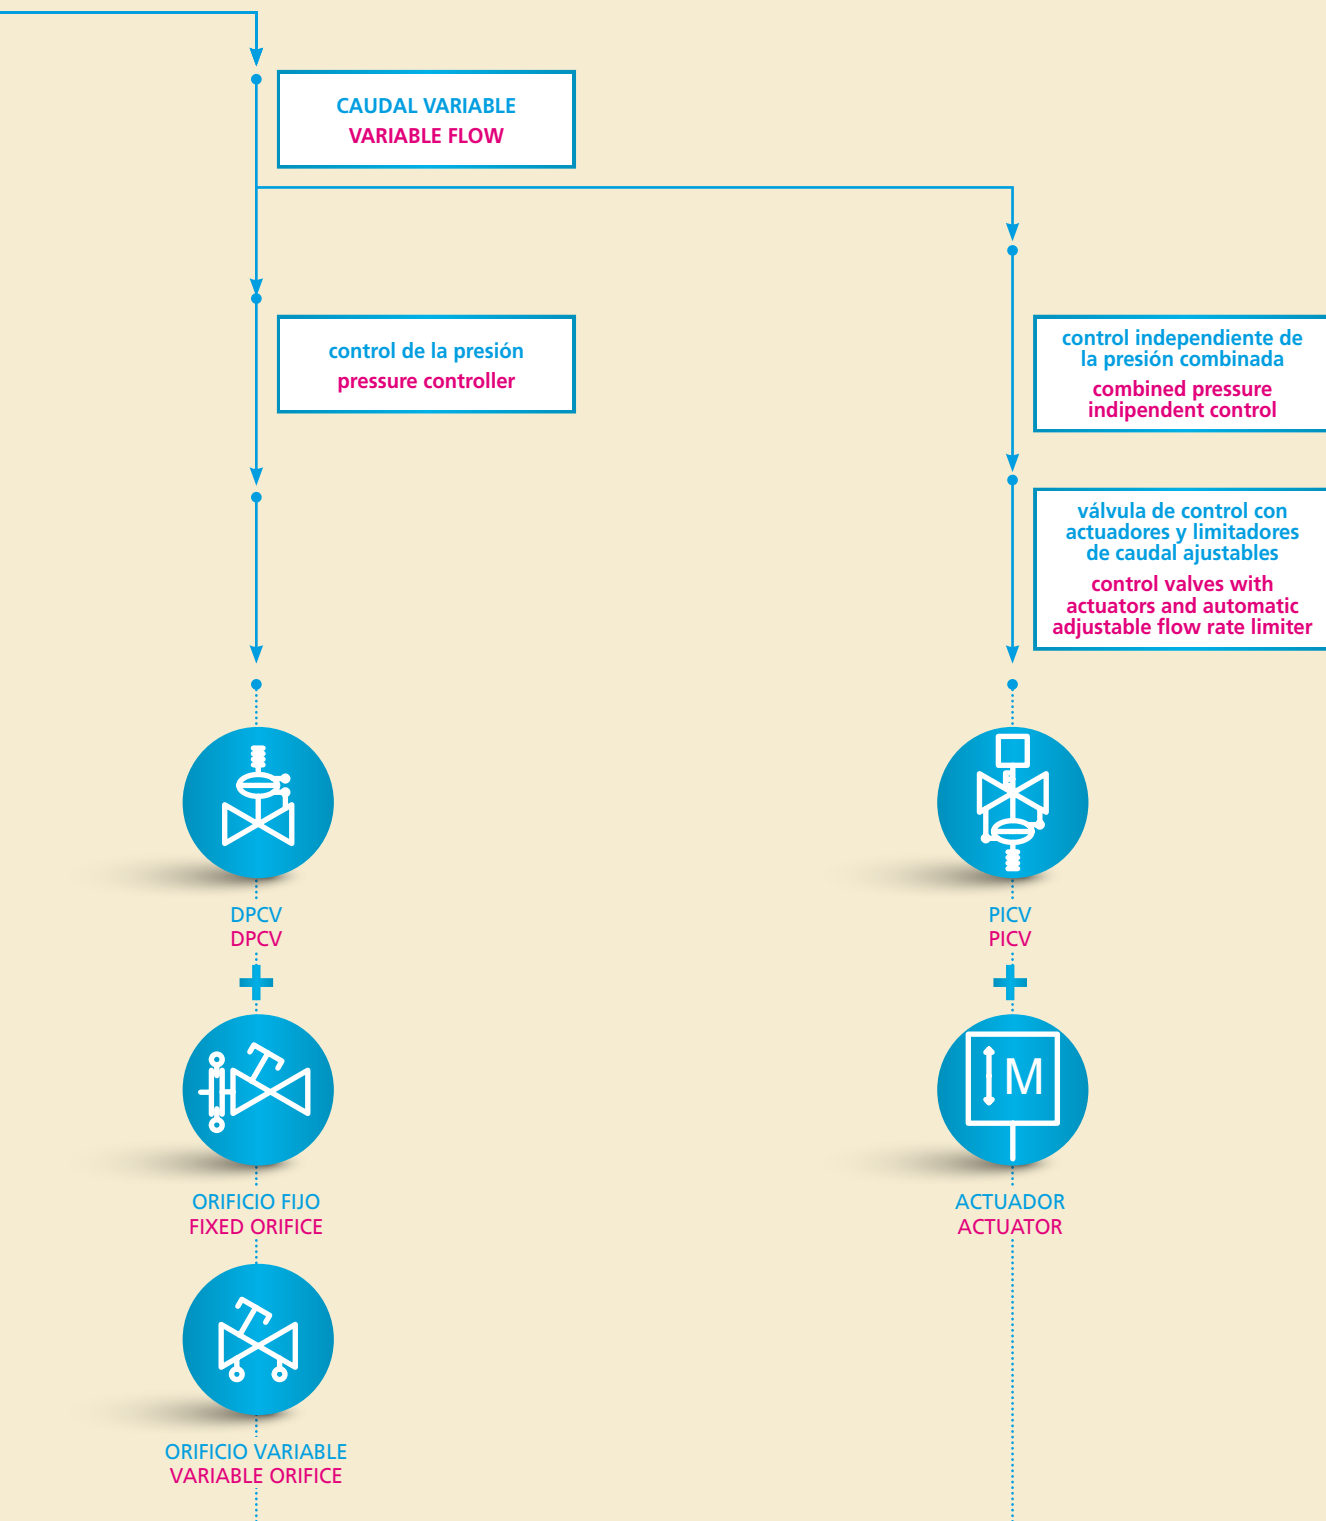 CAUDAL VARIABLE
VARIABLE FLOW
control de la presión
pressure controller
control independiente de
la presión combinada
combined pressure
indipendent control
válvula de control con
actuadores y limitadores
de caudal ajustables
control valves with
actuators and automatic
adjustable flow rate limiter
DPCV
DPCV
ORIFICIO FIJO
FIXED ORIFICE
ORIFICIO VARIABLE
VARIABLE ORIFICE
PICV
PICV
M
ACTUADOR
ACTUATOR